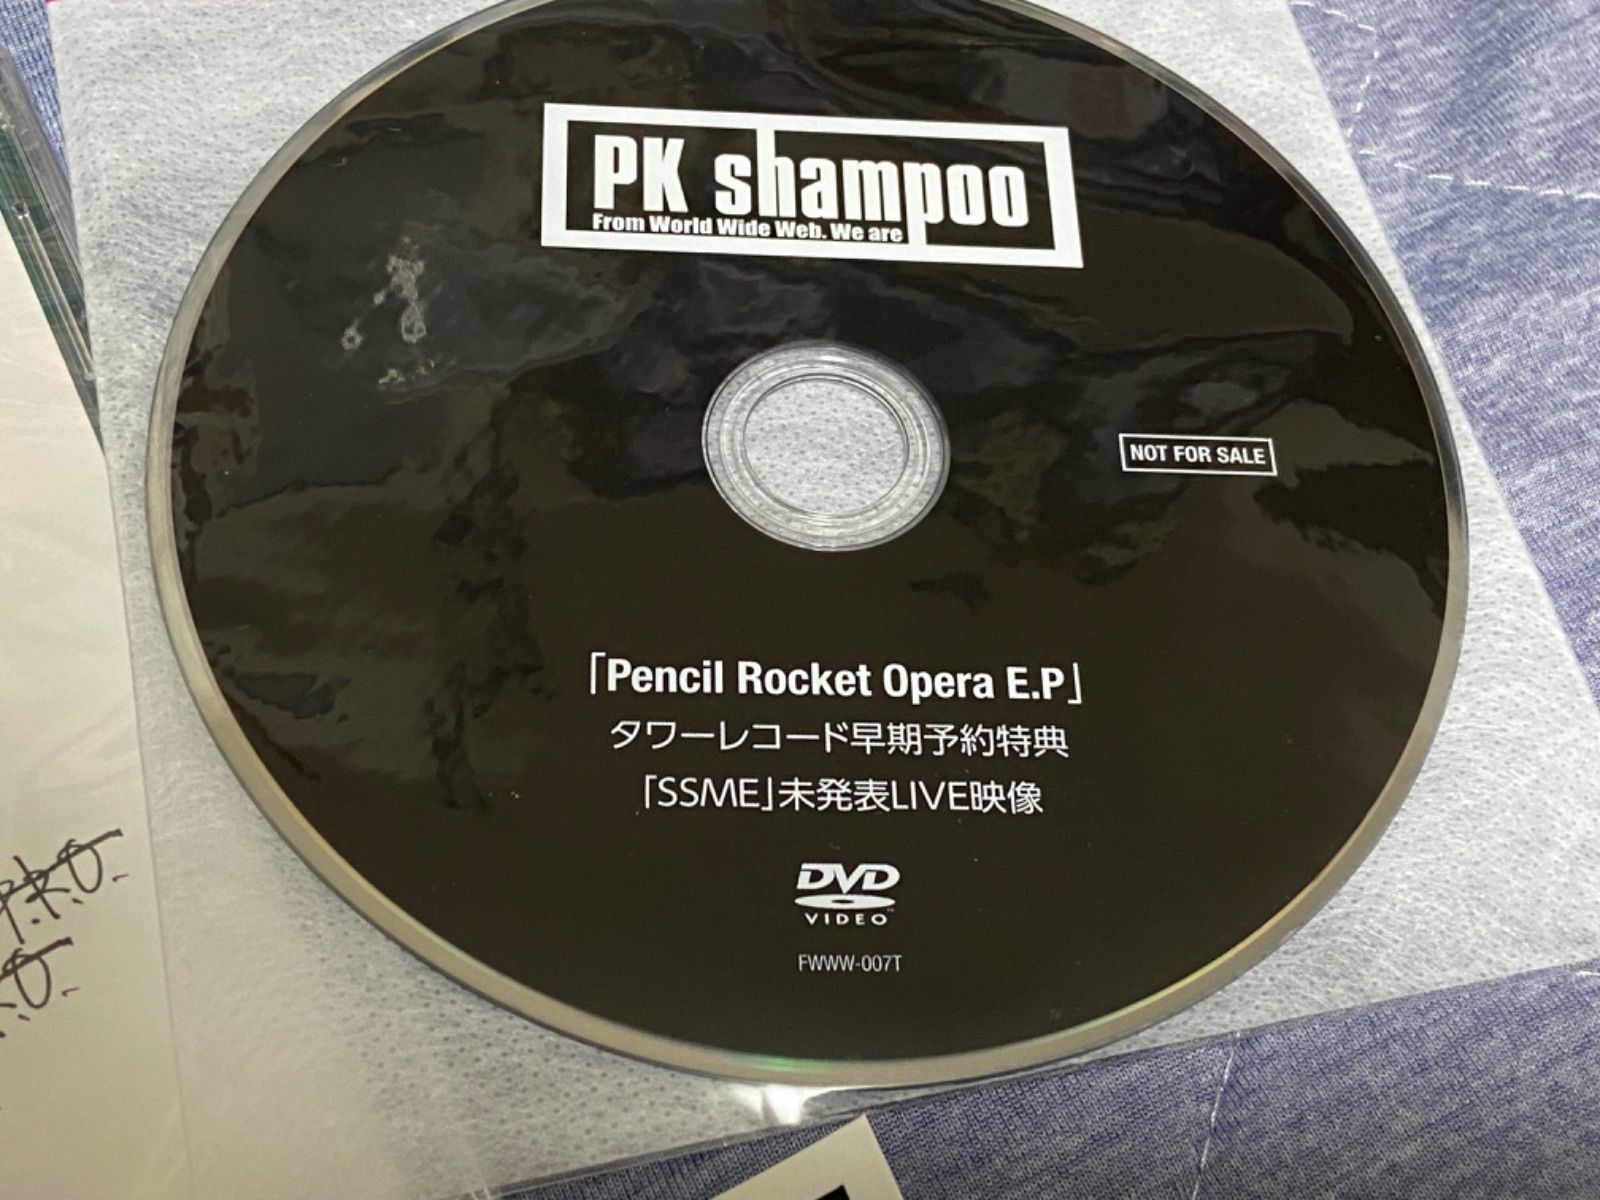 PK shampoo
From World Wide Web. We are
NOT FOR SALE
「Pencil Rocket Opera E.P」
タワーレコード早期予約特典
「SSME」未発表LIVE映像
DVD
VIDEO
FWWW-007T